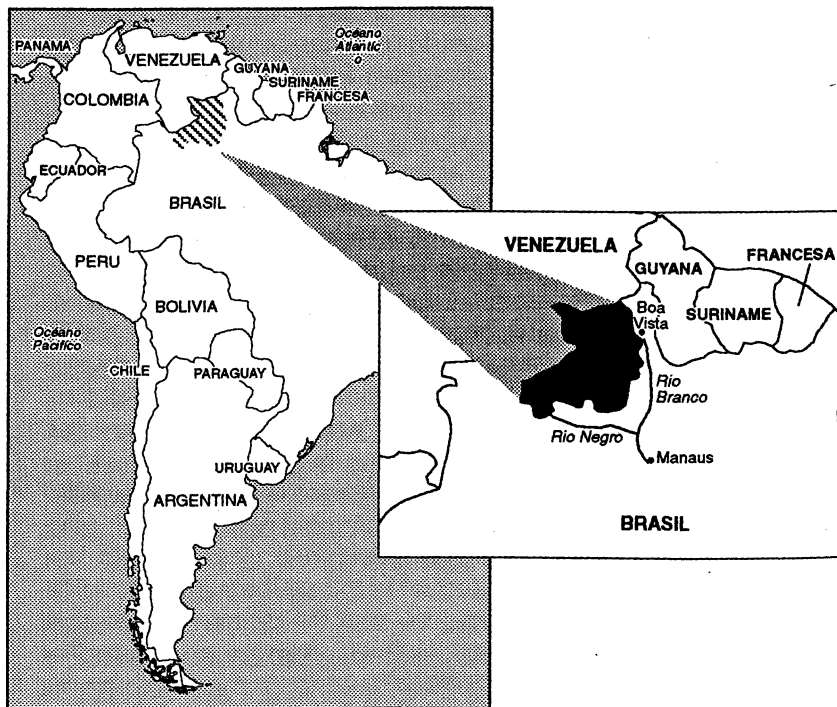 PANAMA
VENEZUELA
Océano
Atlántic
o
GUYANA
SURINAME
FRANCESA
COLOMBIA
ECUADOR
BRASIL
PERU
BOLIVIA
Océano
Pacífico
CHILE
PARAGUAY
URUGUAY
ARGENTINA
VENEZUELA
GUYANA
FRANCESA
SURINAME
Boa
Vista
Rio
Branco
Rio Negro
Manaus
BRASIL